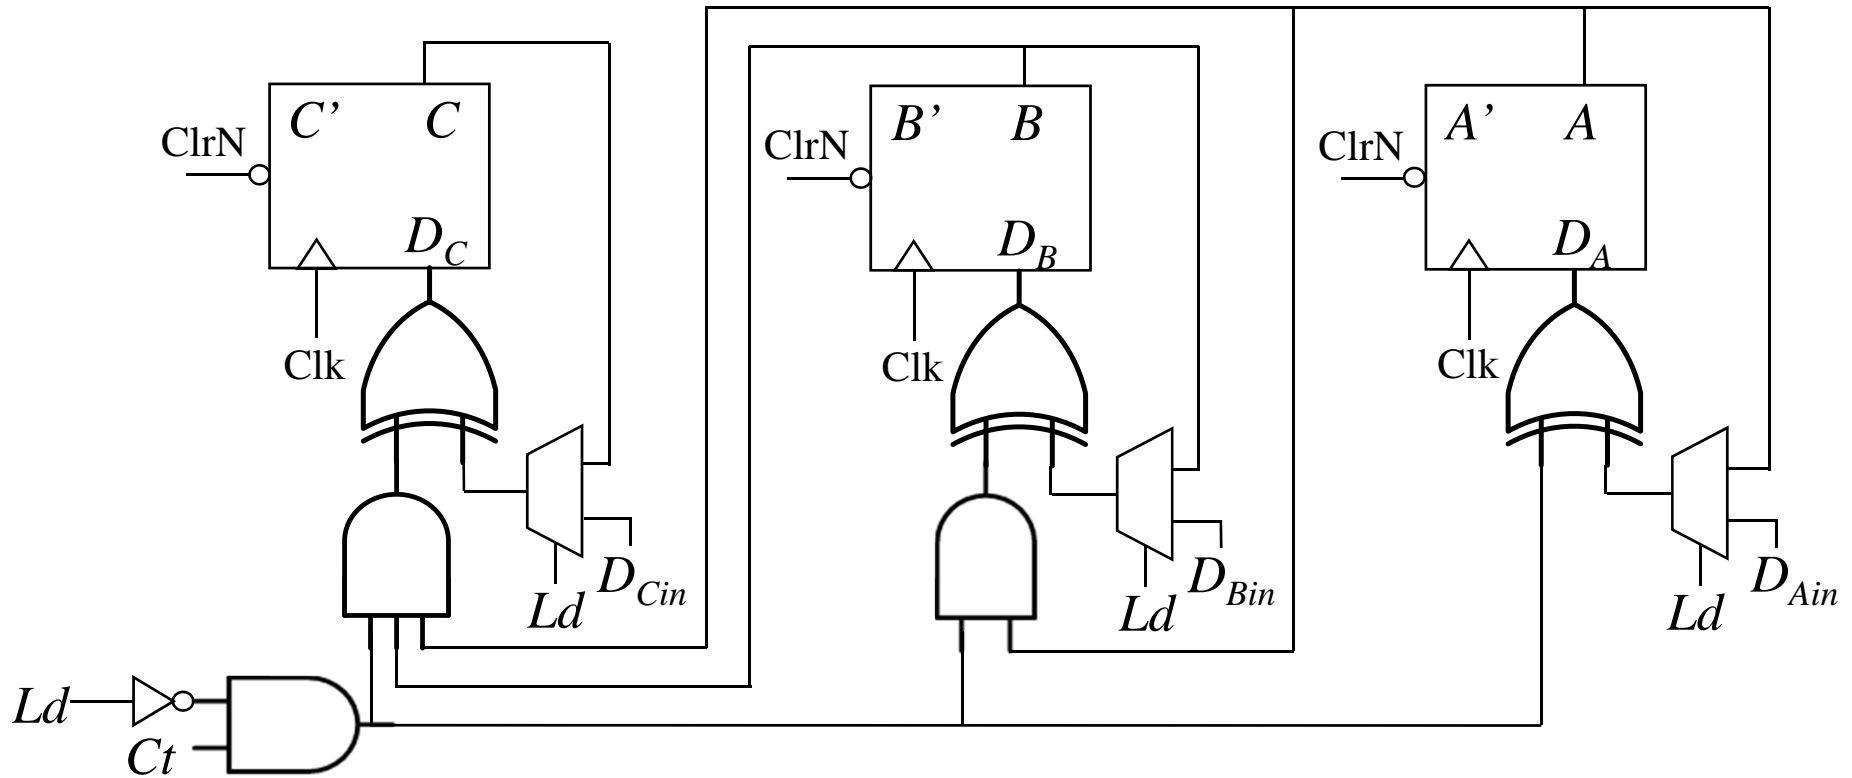 C’ C
ClrN
D_C
Clk
D_Cin
Ld
B’ B
ClrN
D_B
Clk
D_Bin
Ld
A’ A
ClrN
D_A
Clk
D_Ain
Ld
Ld
Ct